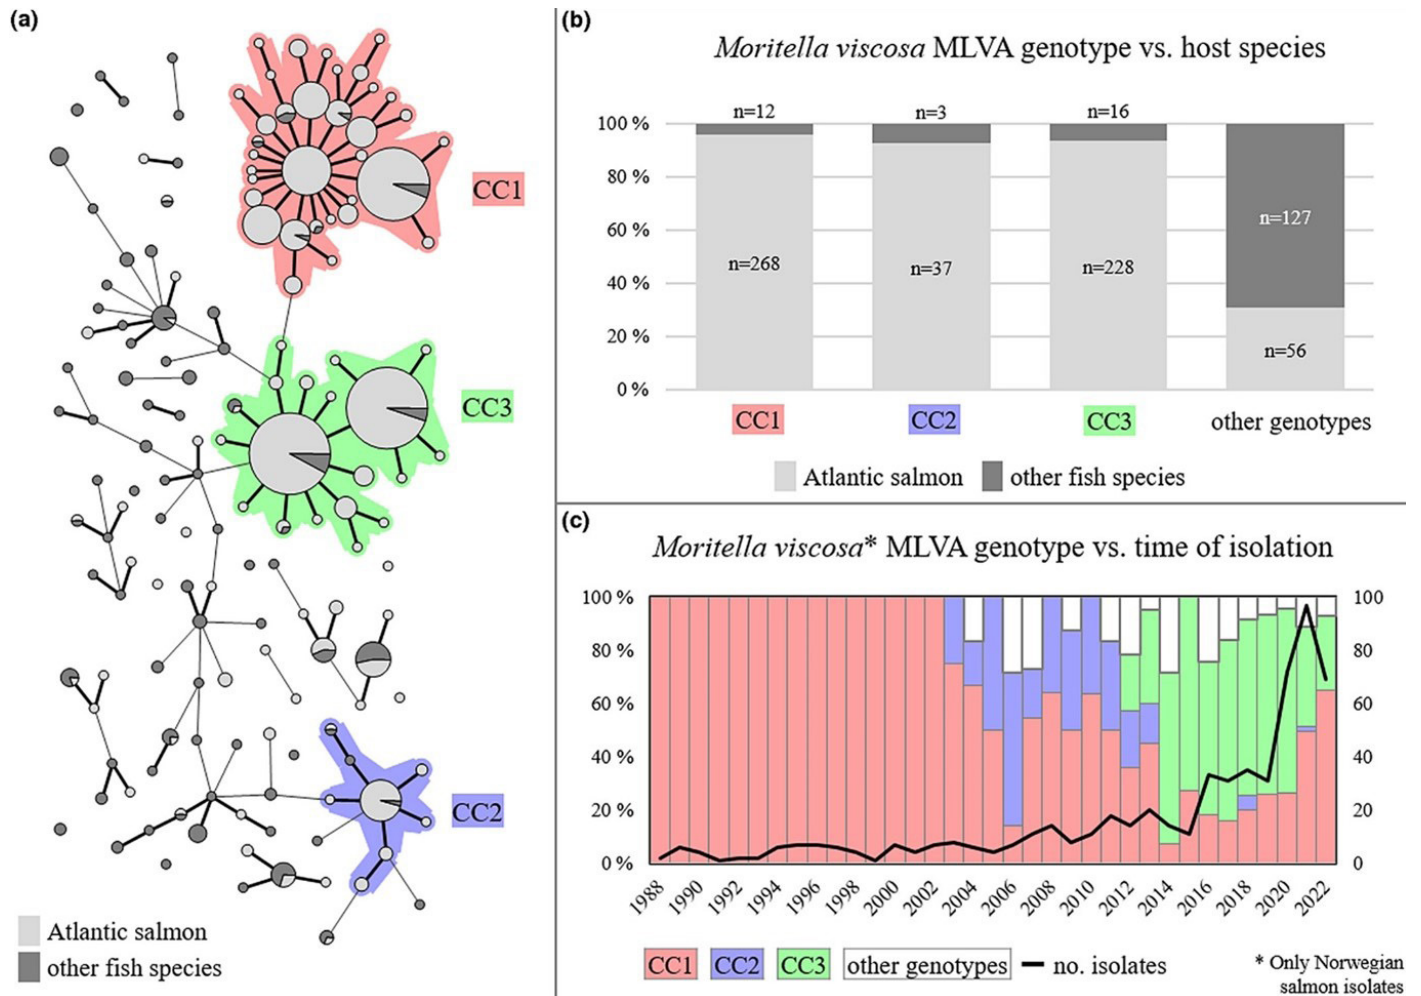 (a)
CC1
CC3
CC2
Atlantic salmon
other fish species
(b)
Moritella viscosa MLVA genotype vs. host species
n=12
n=3
n=16
100 %
80 %
60 %
40 %
20 %
0 %
n=268
n=37
n=228
n=127
n=56
CC1
CC2
CC3
other genotypes
Atlantic salmon
other fish species
(c)
Moritella viscosa* MLVA genotype vs. time of isolation
100 %
80 %
60 %
40 %
20 %
0 %
100
80
60
40
20
0
1988
1990
1992
1994
1996
1998
2000
2002
2004
2006
2008
2010
2012
2014
2016
2018
2020
2022
CC1
CC2
CC3
other genotypes
no. isolates
* Only Norwegian
salmon isolates